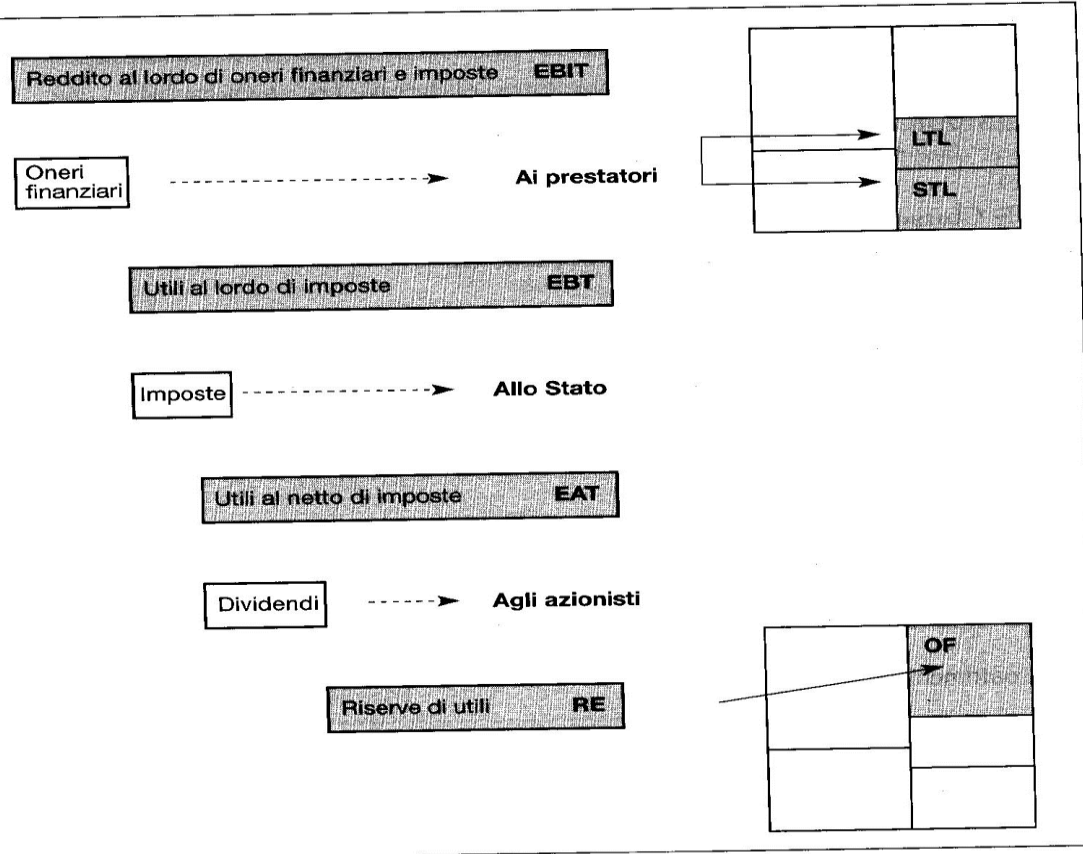 Reddito al lordo di oneri finanziari e imposte EBIT
LTL
Oneri
finanziari
Ai prestatori
STL
Utili al lordo di imposte EBT
Imposte
Allo Stato
Utili al netto di imposte EAT
Dividendi
Agli azionisti
OF
Riserve di utili RE